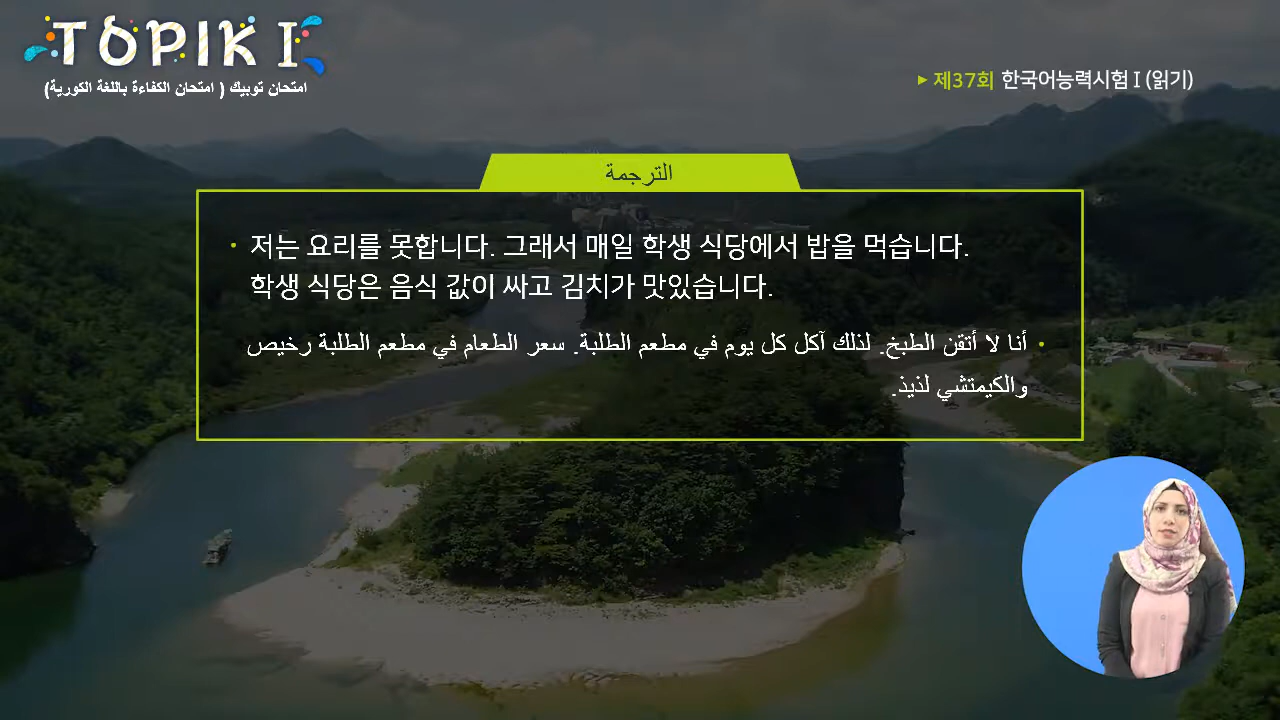 TOPIK I
امتحان توبيك ( امتحان الكفاءة باللغة الكورية)
▶ 제37회 한국어능력시험 I (읽기)
الترجمة
• 저는 요리를 못합니다. 그래서 매일 학생 식당에서 밥을 먹습니다.
학생 식당은 음식 값이 싸고 김치가 맛있습니다.
• أنا لا أتقن الطبخ. لذلك آكل كل يوم في مطعم الطلبة. سعر الطعام في مطعم الطلبة رخيص
والكيمتشي لذيذ.